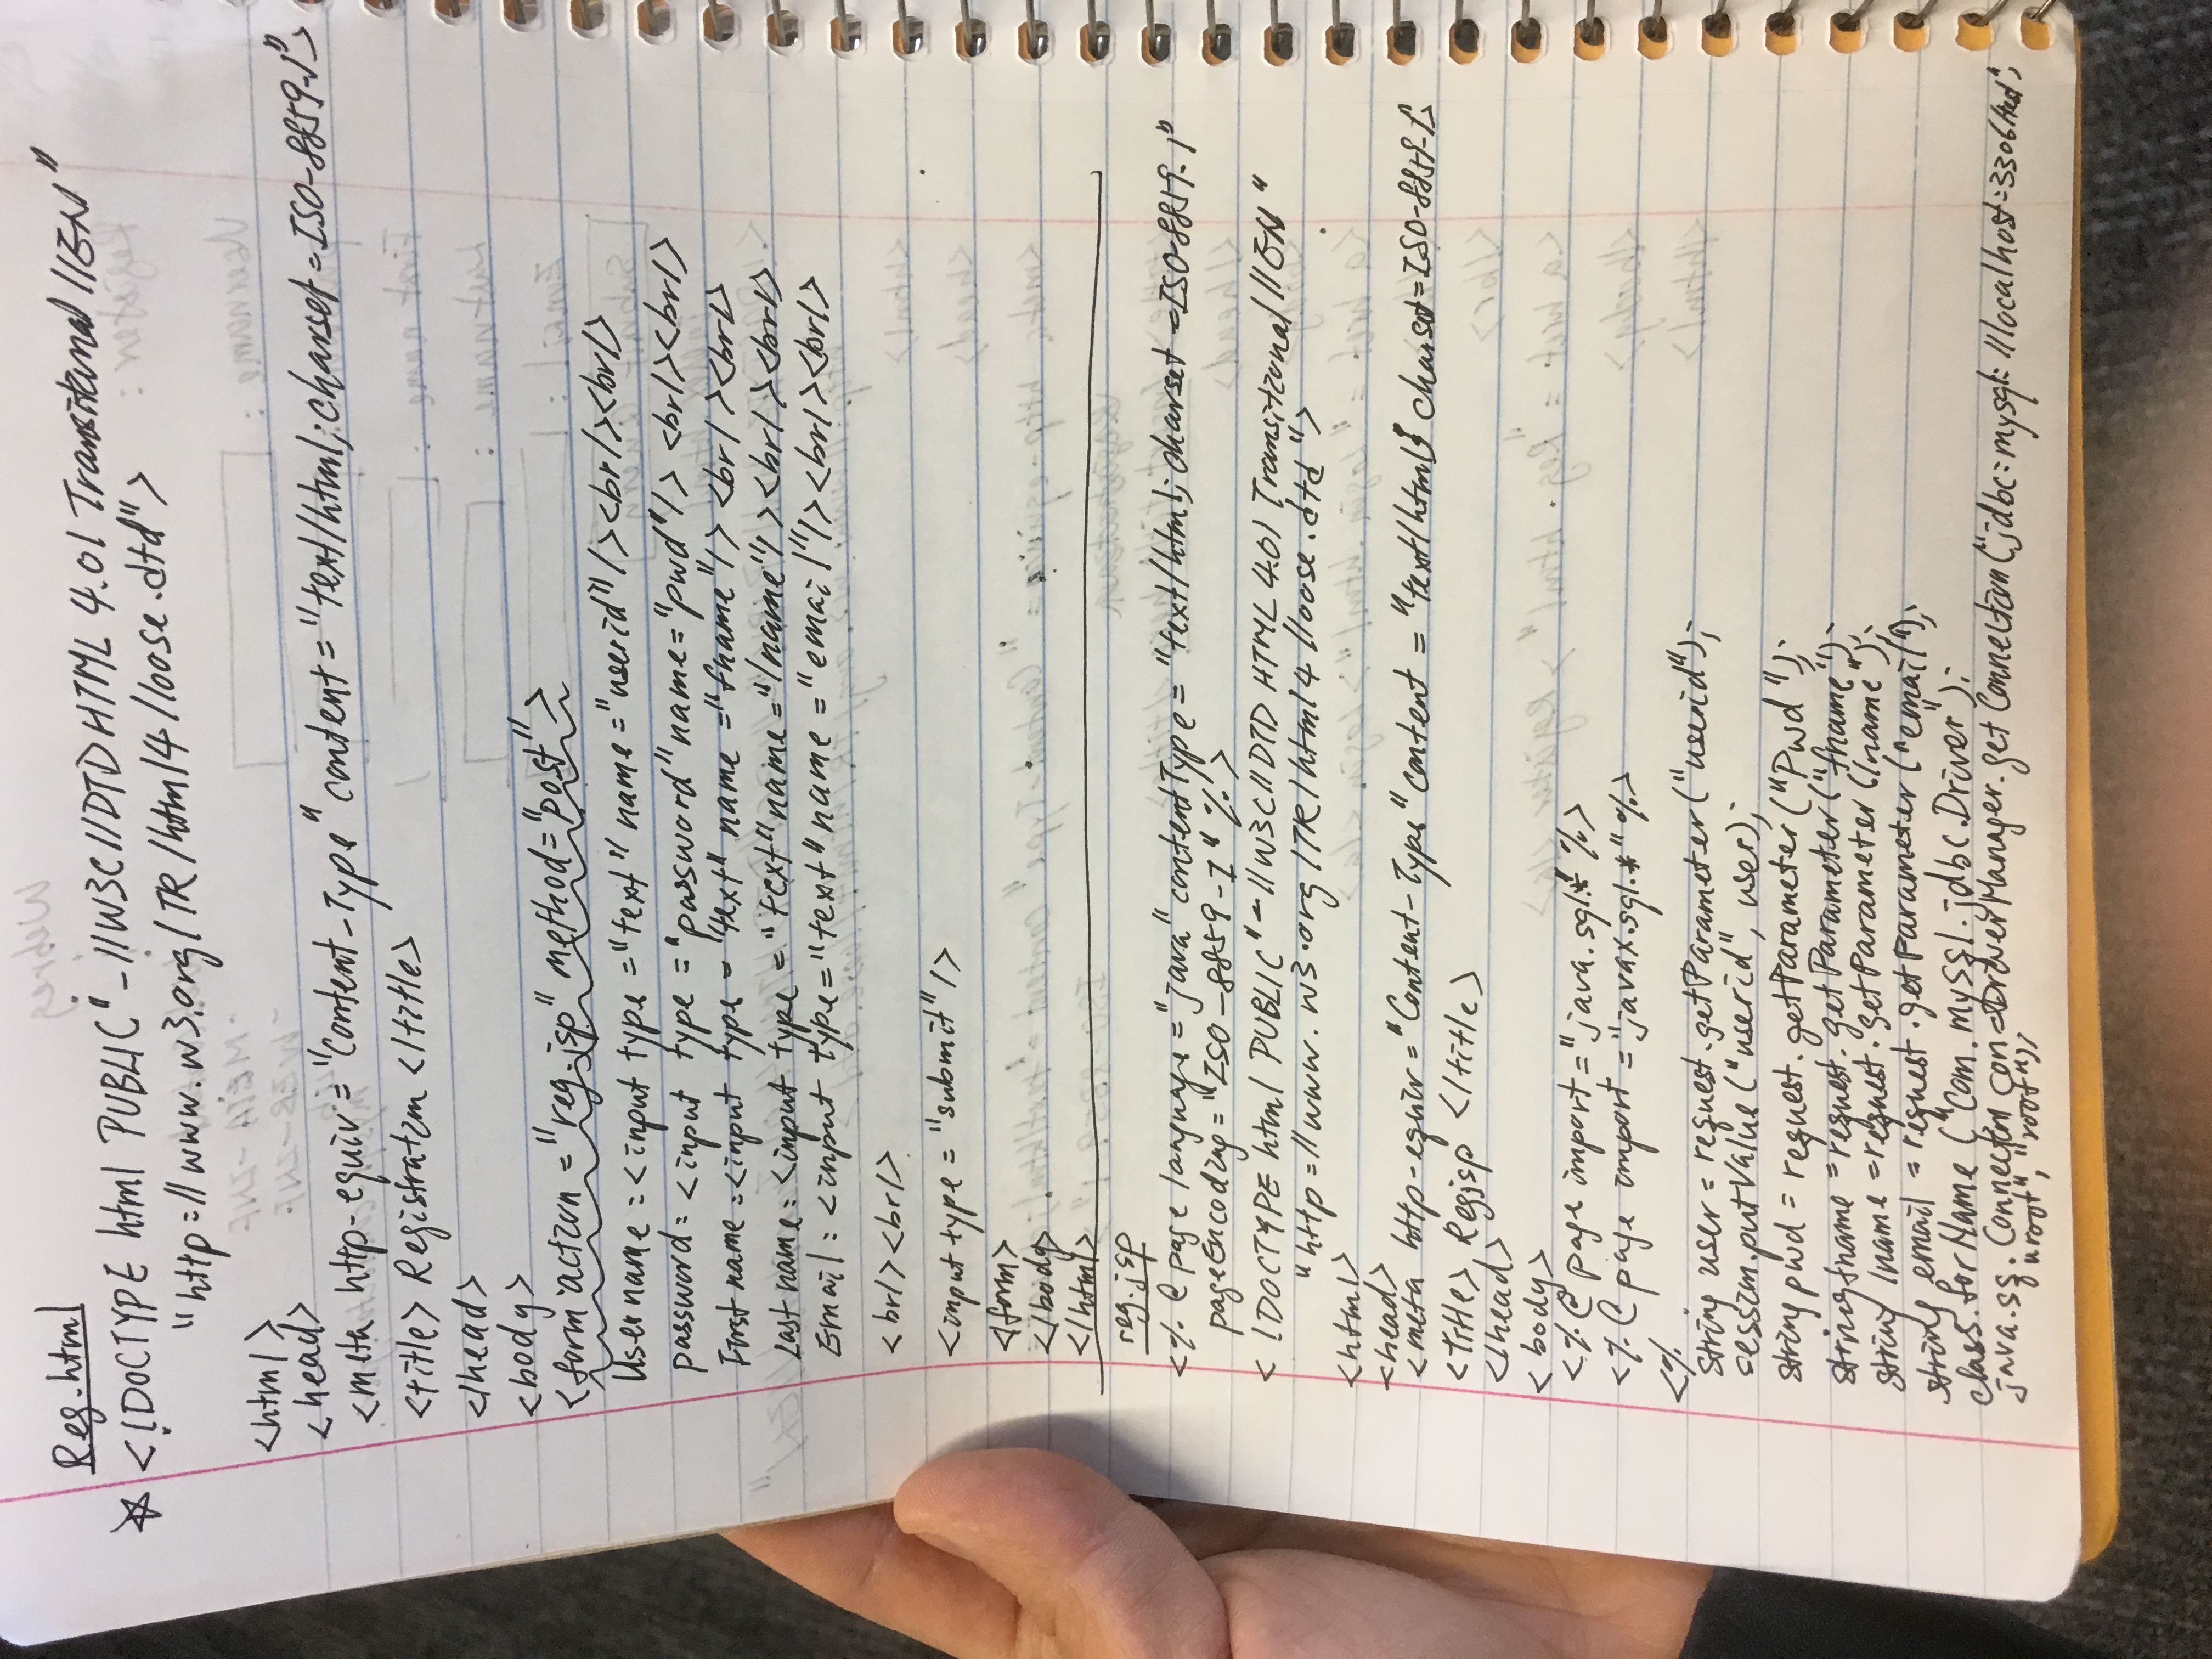 Reg.html
<!DOCTYPE html PUBLIC "-//W3C//DTD HTML 4.01 Transitional //EN"
"http://www.w3.org/TR/html4/loose.dtd">
<html>
<head>
<meta http-equiv="Content-Type" content="text/html; charset=ISO-8859-1">
<title> Registration </title>
</head>
<body>
<form action="reg.jsp" method="post">
Username:<input type="text" name="userid"/><br/><br/>
password:<input type="password" name="pwd"/> <br/><br/>
First name:<input type="text" name="fname"/> <br/><br/>
Last name:<input type="text" name="lname"/><br/><br/>
Email:<input type="text" name="email"/><br/><br/>
<br/><br/>
<input type="submit"/>
</form>
</body>
</html>
reg.jsp
<%@ page language="java" contentType="text/html; charset=ISO-8859-1"
pageEncoding="ISO-8859-1" %>
<!DOCTYPE html PUBLIC "-//W3C//DTD HTML 4.01 Transitional //EN"
"http://www.w3.org/TR/html4/loose.dtd">
<html>
<head>
<meta http-equiv="Content-Type" content="text/html; charset=ISO-8859-1>
<title> Regjsp </title>
</head>
<body>
<%@ page import="java.sql.*" %>
<%@ page import="javax.sql.*" %>
<%
String user = request.getParameter("userid");
session.putValue("userid", user);
string pwd = request.getParameter("Pwd");
string fname = request.getParameter("fname");
string lname = request.getParameter(lname");
string email = request.getParameter("email");
class.forName("com.mysql.jdbc.Driver");
java.sq.Connection con=DriverManager.getConnection("jdbc:mysql://localhost:3306/test",
"root", "root");